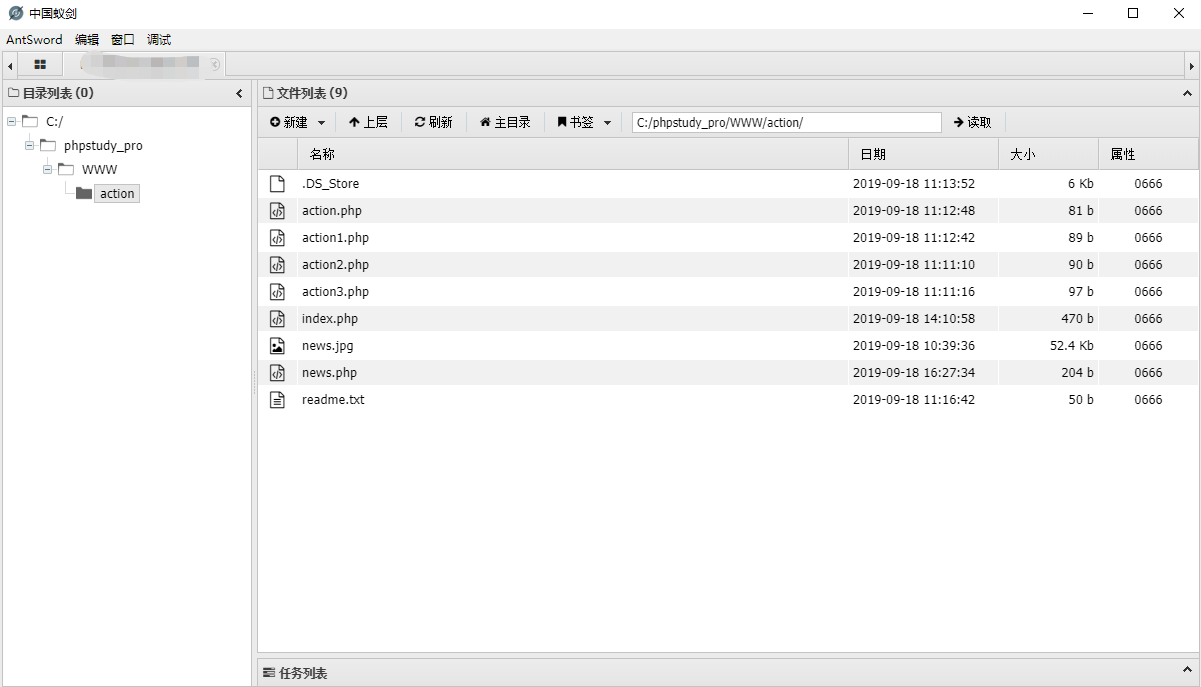 中国蚁剑
AntSword 编辑 窗口 调试
目录列表 (0)
C:/
phpstudy_pro
WWW
action
文件列表 (9)
新建 上层 刷新 主目录 书签 C:/phpstudy_pro/WWW/action/ 读取
名称 日期 大小 属性
.DS_Store 2019-09-18 11:13:52 6 Kb 0666
action.php 2019-09-18 11:12:48 81 b 0666
action1.php 2019-09-18 11:12:42 89 b 0666
action2.php 2019-09-18 11:11:10 90 b 0666
action3.php 2019-09-18 11:11:16 97 b 0666
index.php 2019-09-18 14:10:58 470 b 0666
news.jpg 2019-09-18 10:39:36 52.4 Kb 0666
news.php 2019-09-18 16:27:34 204 b 0666
readme.txt 2019-09-18 11:16:42 50 b 0666
任务列表